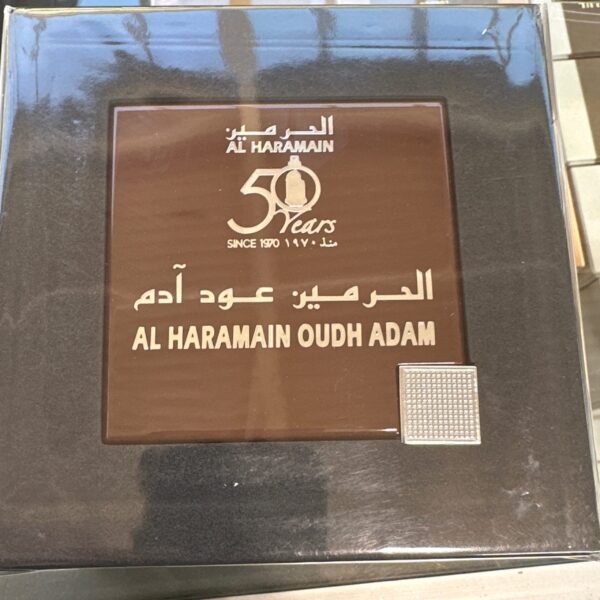 الحرمين
AL HARAMAIN
50
Years
SINCE 1970 منذ ١٩٧٠
الحرمين عود آدم
AL HARAMAIN OUDH ADAM